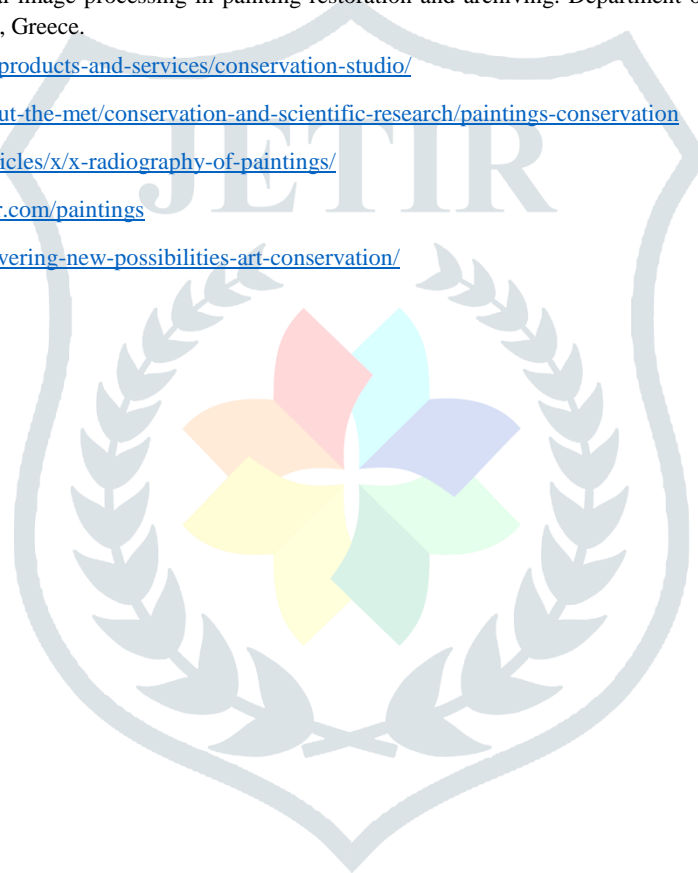 al image processing in painting restoration and archiving. Department o
, Greece.
products-and-services/conservation-studio/
ut-the-met/conservation-and-scientific-research/paintings-conservation
icles/x/x-radiography-of-paintings/
r.com/paintings
vering-new-possibilities-art-conservation/
JETIR